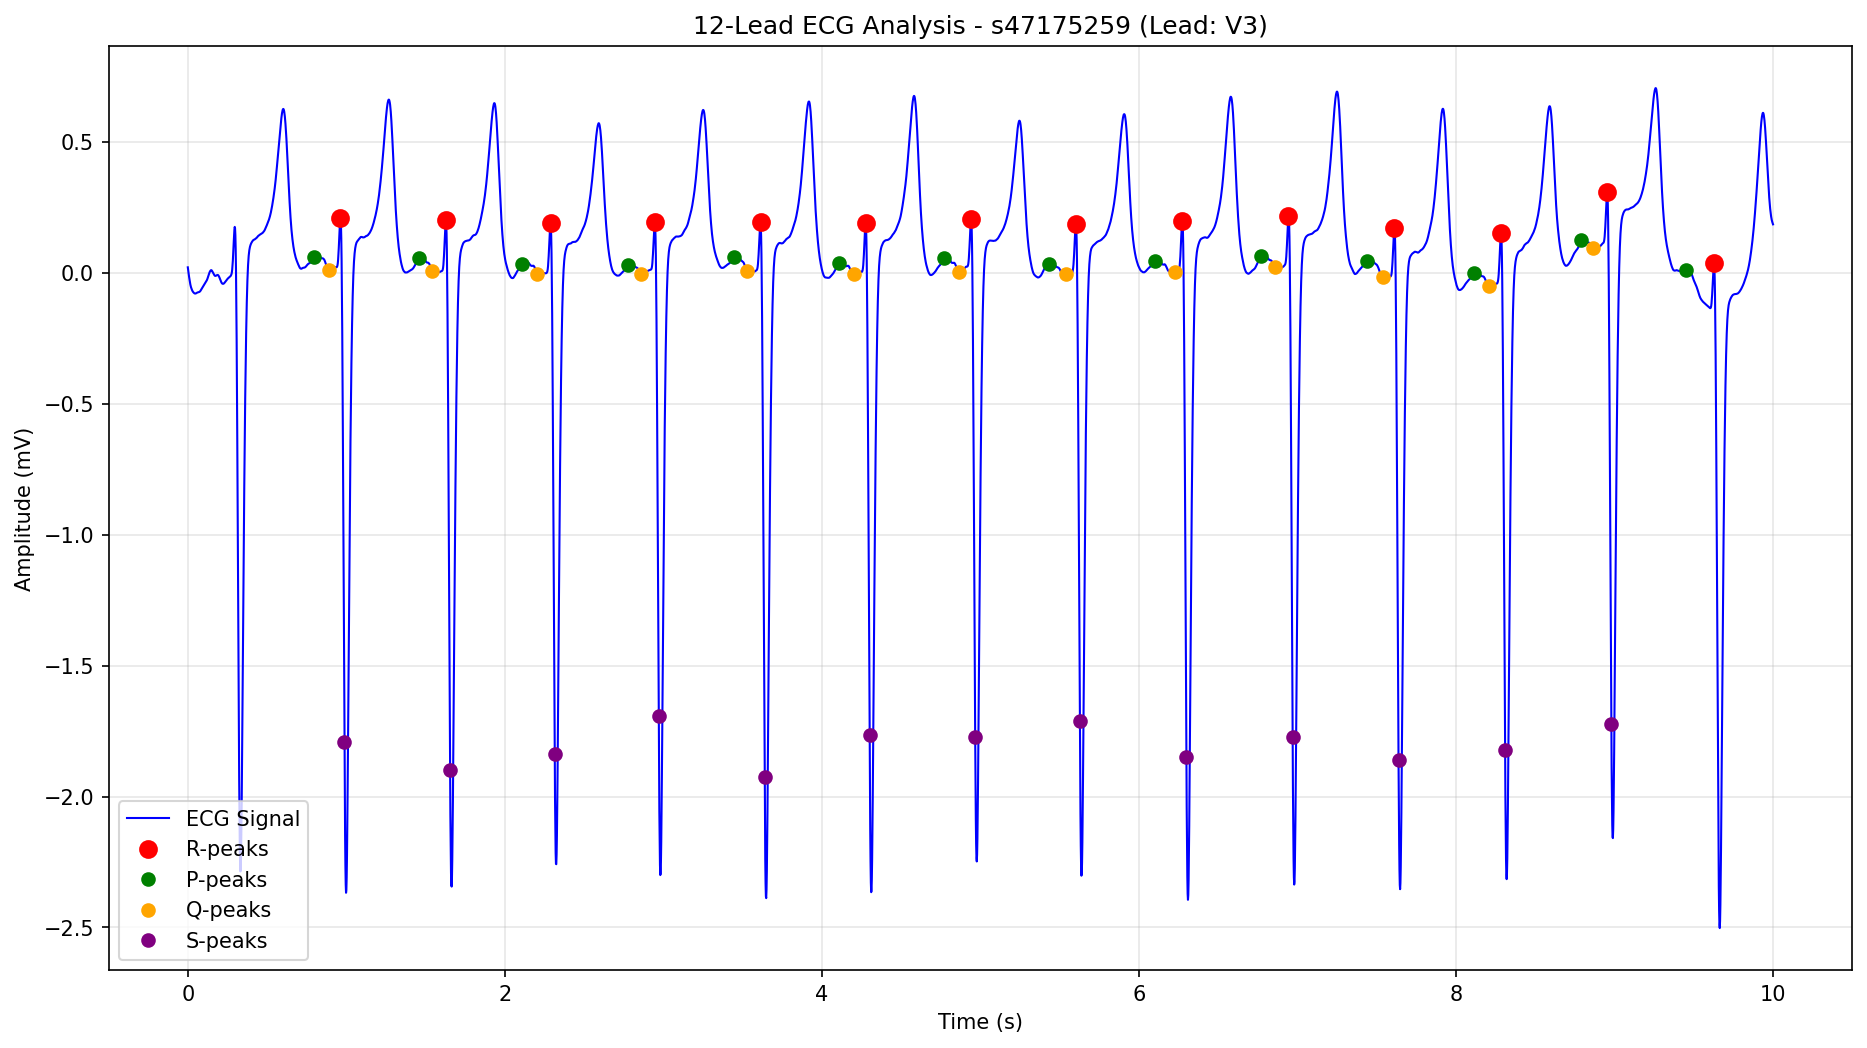 12-Lead ECG Analysis - s47175259 (Lead: V3)
Amplitude (mV)
0.5
0.0
−0.5
−1.0
−1.5
−2.0
−2.5
ECG Signal
R-peaks
P-peaks
Q-peaks
S-peaks
0 2 4 6 8 10
Time (s)